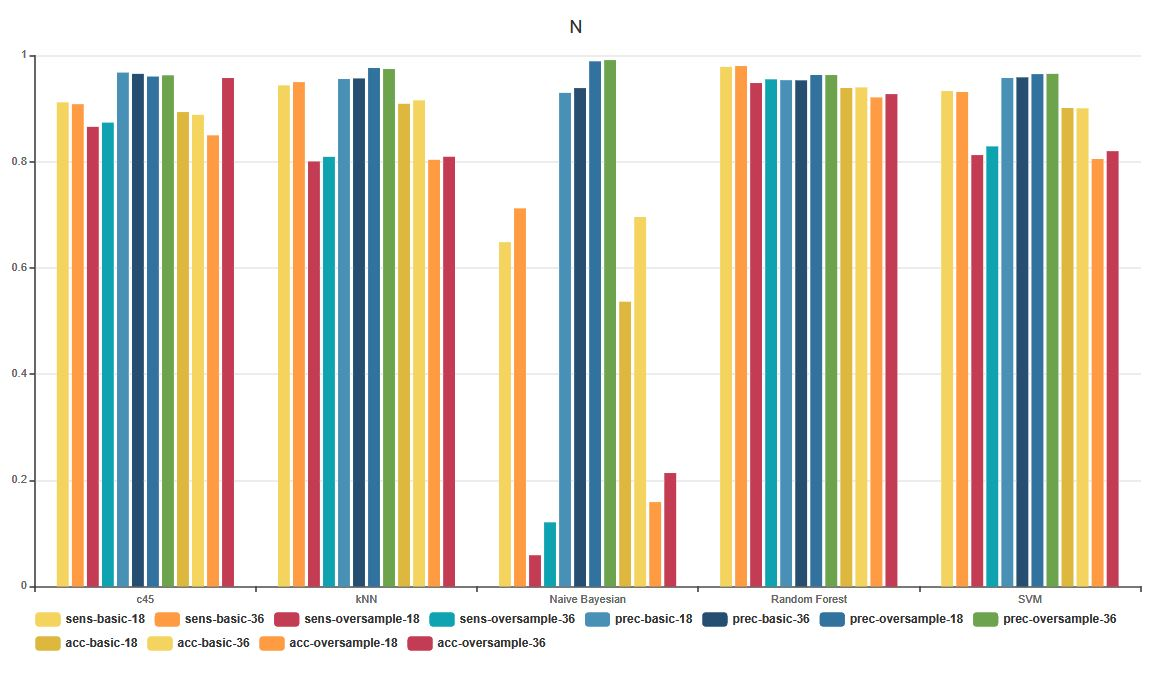 N
1
0.8
0.6
0.4
0.2
0
c45 kNN Naive Bayesian Random Forest SVM
sens-basic-18 sens-basic-36 sens-oversample-18 sens-oversample-36 prec-basic-18 prec-basic-36 prec-oversample-18 prec-oversample-36
acc-basic-18 acc-basic-36 acc-oversample-18 acc-oversample-36